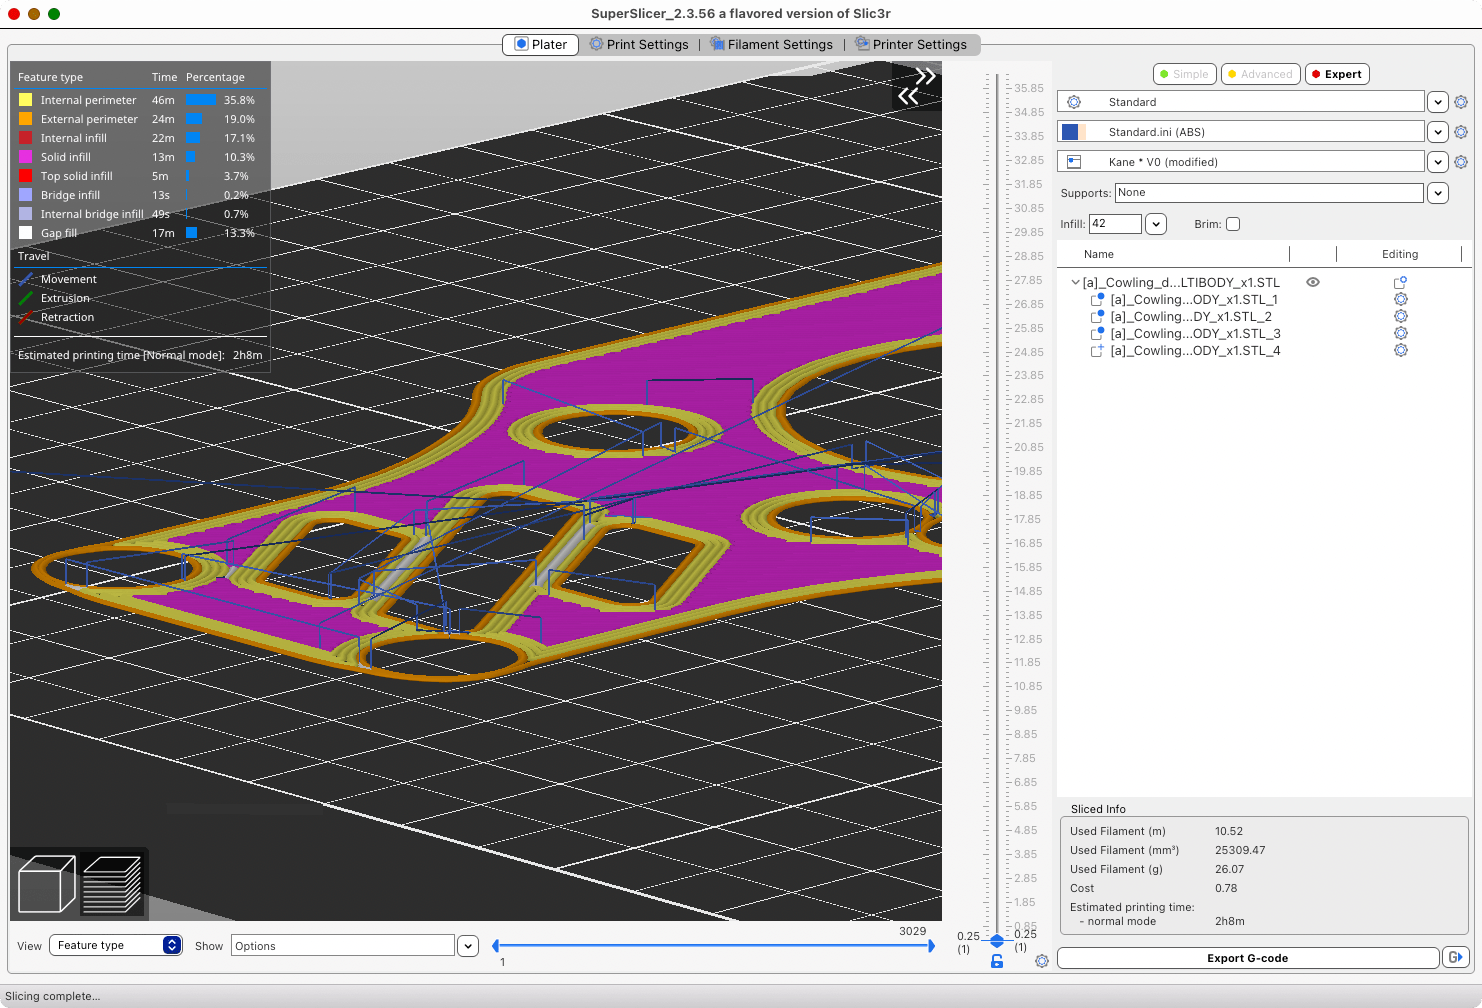 SuperSlicer_2.3.56 a flavored version of Slic3r
Plater
Print Settings
Filament Settings
Printer Settings
Feature type Time Percentage
Internal perimeter 46m 35.8%
External perimeter 24m 19.0%
Internal infill 22m 17.1%
Solid infill 13m 10.3%
Top solid infill 5m 3.7%
Bridge infill 13s 0.2%
Internal bridge infill 49s 0.7%
Gap fill 17m 13.3%
Travel
Movement
Extrusion
Retraction
Estimated printing time [Normal mode]: 2h8m
35.85
34.85
33.85
32.85
31.85
30.85
29.85
28.85
27.85
26.85
25.85
24.85
23.85
22.85
21.85
20.85
19.85
18.85
17.85
16.85
15.85
14.85
13.85
12.85
11.85
10.85
9.85
8.85
7.85
6.85
5.85
4.85
3.85
2.85
1.85
0.85
0.25
(1)
0.25
(1)
Simple
Advanced
Expert
Standard
Standard.ini (ABS)
Kane * V0 (modified)
Supports: None
Infill: 42
Brim:
Name Editing
[a]_Cowling_d...LTIBODY_x1.STL
[a]_Cowling...ODY_x1.STL_1
[a]_Cowling...DY_x1.STL_2
[a]_Cowling...ODY_x1.STL_3
[a]_Cowling...ODY_x1.STL_4
Sliced Info
Used Filament (m) 10.52
Used Filament (mm³) 25309.47
Used Filament (g) 26.07
Cost 0.78
Estimated printing time:
- normal mode 2h8m
Export G-code
G
View Feature type Show Options
3029
1
Slicing complete...